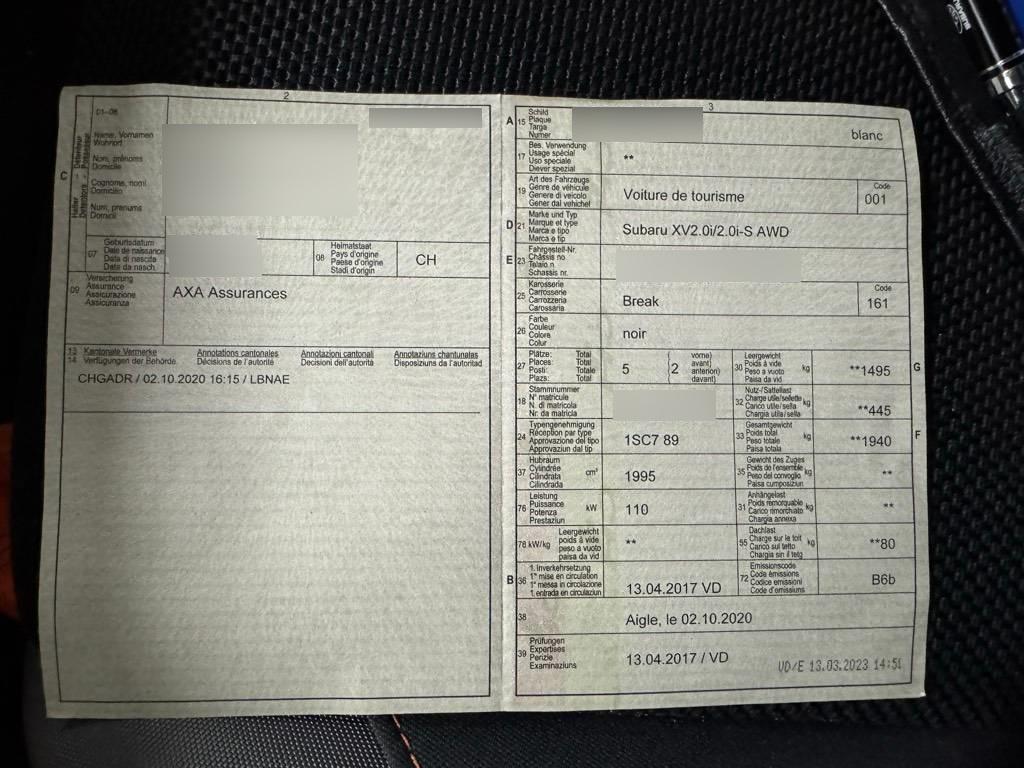 2
01-06
C
Halter - Détenteur
Detentore - Possessur
Name, Vornamen
Wohnort
Nom, prénoms
Domicile
Cognome, nomi
Domicilio
Num, prenums
Domicil
07
Geburtsdatum
Date de naissance
Data di nascita
Data da nasch.
08
Heimatstaat
Pays d'origine
Paese d'origine
Stadi d'origin
CH
09
Versicherung
Assurance
Assicurazione
Assicuranza
AXA Assurances
13 Kantonale Vermerke Annotations cantonales Annotazioni cantonali Annotaziuns chantunalas
14 Verfügungen der Behörde Décisions de l'autorité Decisioni dell'autorità Disposiziuns da l'autoritad
CHGADR / 02.10.2020 16:15 / LBNAE
3
A 15
Schild
Plaque
Targa
Numer
blanc
17
Bes. Verwendung
Usage spécial
Uso speciale
Diever spezial
**
19
Art des Fahrzeugs
Genre de véhicule
Genere di veicolo
Gener dal vehichel
Voiture de tourisme
Code
001
D 21
Marke und Typ
Marque et type
Marca e tipo
Marca e tip
Subaru XV2.0i/2.0i-S AWD
E 23
Fahrgestell-Nr.
Châssis no
Telaio n.
Schassis nr.
25
Karosserie
Carrosserie
Carrozzeria
Carossaria
Break
Code
161
26
Farbe
Couleur
Colore
Colur
noir
27
Plätze: Total
Places: Total
Posti: Totale
Plazs: Total
5
2
vorne)
avant)
anteriori)
davant)
30
Leergewicht
Poids à vide
Peso a vuoto
Paisa da vid
kg
**1495
G
18
Stammnummer
N° matricule
N. di matricola
Nr. da matricla
32
Nutz-/Sattellast
Charge utile/sellette
Carico utile/sella
Chargia utila/sella
kg
**445
24
Typengenehmigung
Réception par type
Approvazione del tipo
Approvaziun dal tip
1SC7 89
33
Gesamtgewicht
Poids total
Peso totale
Paisa totala
kg
**1940
F
37
Hubraum
Cylindrée
Cilindrata
Cilindrada
cm³
1995
35
Gewicht des Zuges
Poids de l'ensemble
Peso del convoglio
Paisa cumposiziun
kg
**
76
Leistung
Puissance
Potenza
Prestaziun
kW
110
31
Anhängelast
Poids remorquable
Carico rimorchiato
Chargia annexa
kg
**
78 kW/kg
Leergewicht
poids à vide
peso a vuoto
paisa da vid
**
55
Dachlast
Charge sur le toit
Carico sul tetto
Chargia sin il tetg
kg
**80
B 36
1. Inverkehrsetzung
1re mise en circulation
1a messa in circolazione
1. entrada en circulaziun
13.04.2017 VD
72
Emissionscode
Code émissions
Codice emissioni
Code d'emissiuns
B6b
38
Aigle, le 02.10.2020
39
Prüfungen
Expertises
Perizie
Examinaziuns
13.04.2017 / VD
VD/E 13.03.2023 14:51